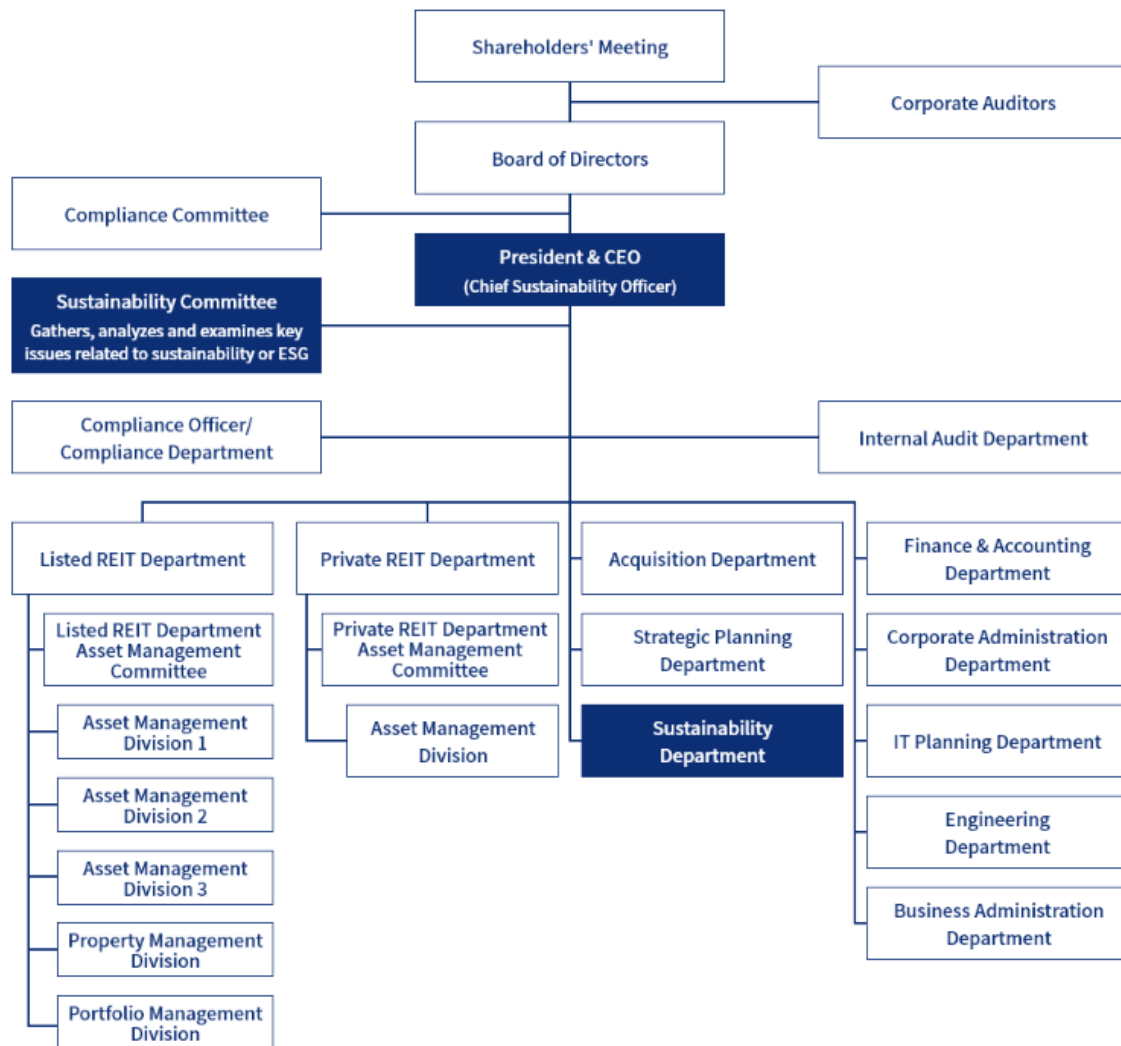 Shareholders' Meeting
Corporate Auditors
Board of Directors
Compliance Committee
President & CEO
(Chief Sustainability Officer)
Sustainability Committee
Gathers, analyzes and examines key
issues related to sustainability or ESG
Compliance Officer/
Compliance Department
Internal Audit Department
Listed REIT Department
Listed REIT Department
Asset Management
Committee
Asset Management
Division 1
Asset Management
Division 2
Asset Management
Division 3
Property Management
Division
Portfolio Management
Division
Private REIT Department
Private REIT Department
Asset Management
Committee
Asset Management
Division
Acquisition Department
Strategic Planning
Department
Sustainability
Department
Finance & Accounting
Department
Corporate Administration
Department
IT Planning Department
Engineering
Department
Business Administration
Department